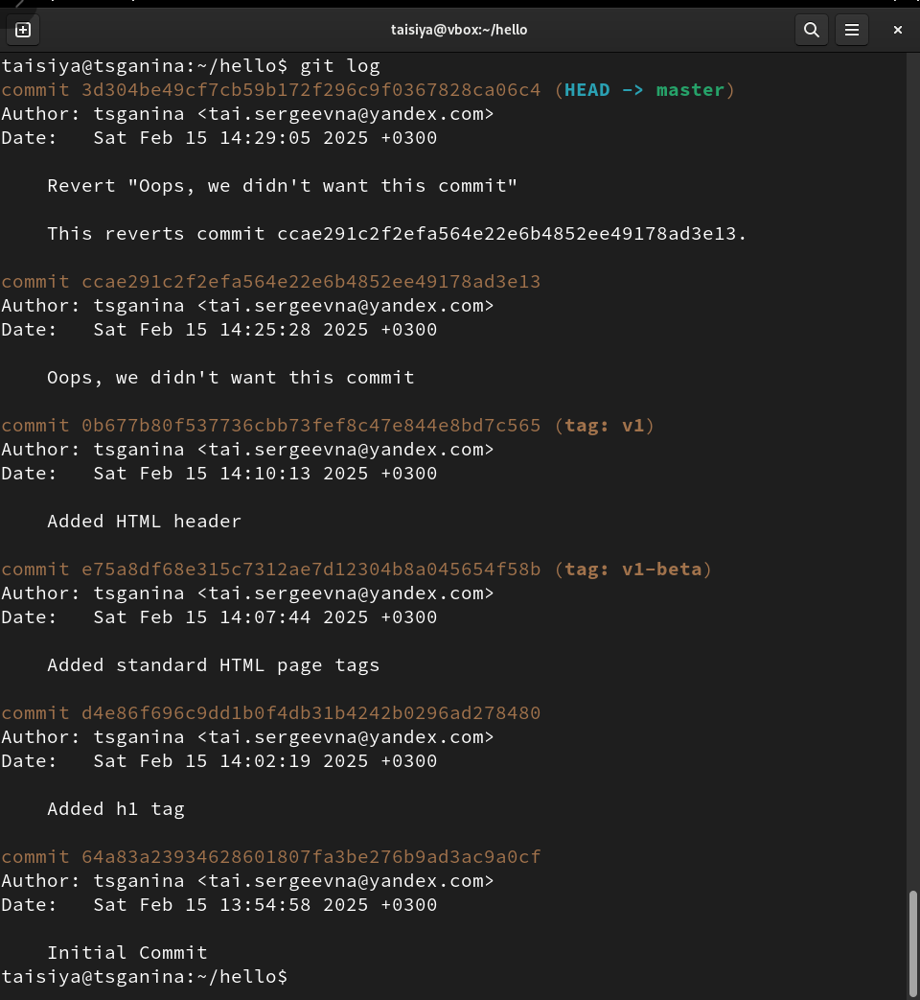 taisiya@vbox:~/hello
taisiya@tsganina:~/hello$ git log
commit 3d304be49cf7cb59b172f296c9f0367828ca06c4 (HEAD -> master)
Author: tsganina <tai.sergeevna@yandex.com>
Date:   Sat Feb 15 14:29:05 2025 +0300
Revert "Oops, we didn't want this commit"
This reverts commit ccae291c2f2efa564e22e6b4852ee49178ad3e13.
commit ccae291c2f2efa564e22e6b4852ee49178ad3e13
Author: tsganina <tai.sergeevna@yandex.com>
Date:   Sat Feb 15 14:25:28 2025 +0300
Oops, we didn't want this commit
commit 0b677b80f537736cbb73fef8c47e844e8bd7c565 (tag: v1)
Author: tsganina <tai.sergeevna@yandex.com>
Date:   Sat Feb 15 14:10:13 2025 +0300
Added HTML header
commit e75a8df68e315c7312ae7d12304b8a045654f58b (tag: v1-beta)
Author: tsganina <tai.sergeevna@yandex.com>
Date:   Sat Feb 15 14:07:44 2025 +0300
Added standard HTML page tags
commit d4e86f696c9dd1b0f4db31b4242b0296ad278480
Author: tsganina <tai.sergeevna@yandex.com>
Date:   Sat Feb 15 14:02:19 2025 +0300
Added h1 tag
commit 64a83a23934628601807fa3be276b9ad3ac9a0cf
Author: tsganina <tai.sergeevna@yandex.com>
Date:   Sat Feb 15 13:54:58 2025 +0300
Initial Commit
taisiya@tsganina:~/hello$